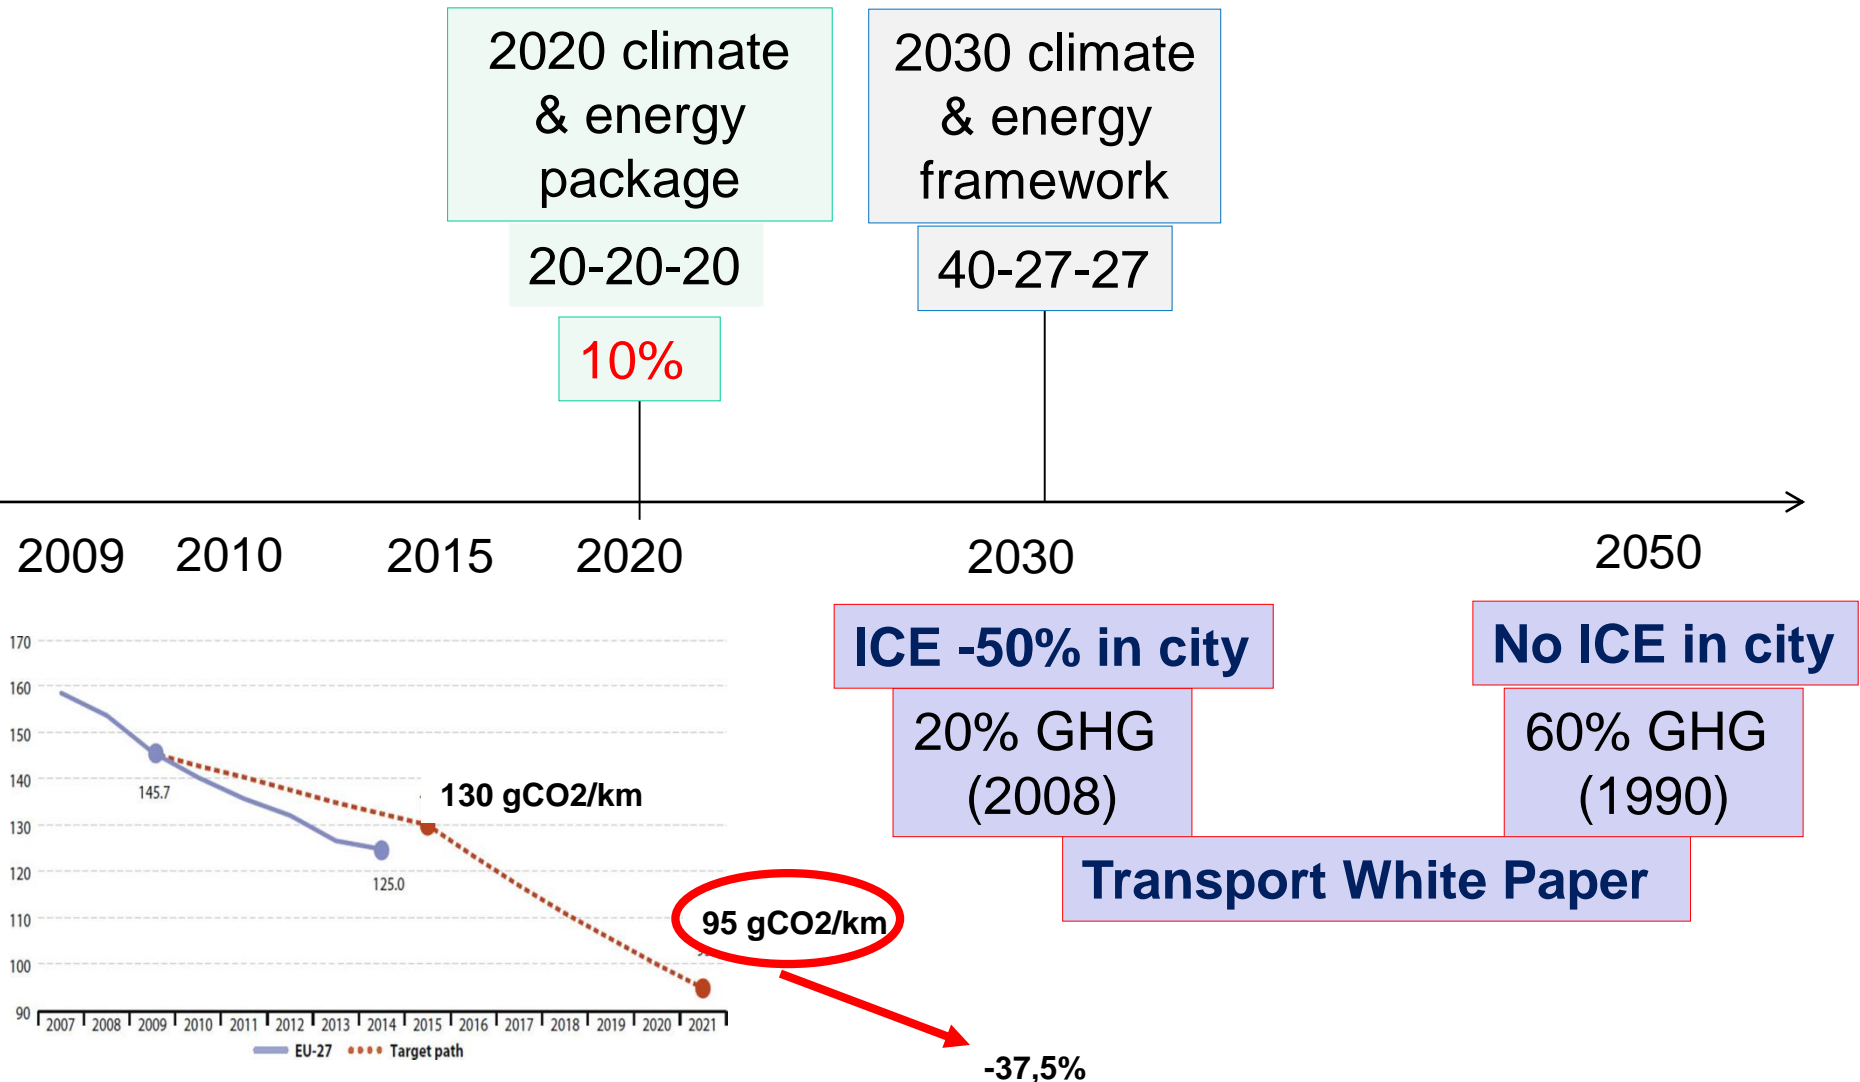 2020 climate
& energy
package
20-20-20
10%
2030 climate
& energy
framework
40-27-27
2009 2010 2015 2020 2030 2050
ICE -50% in city
20% GHG
(2008)
No ICE in city
60% GHG
(1990)
Transport White Paper
170
160
150
140
130
120
110
100
90
145.7
125.0
130 gCO2/km
95 gCO2/km
2007 2008 2009 2010 2011 2012 2013 2014 2015 2016 2017 2018 2019 2020 2021
EU-27 Target path
-37,5%